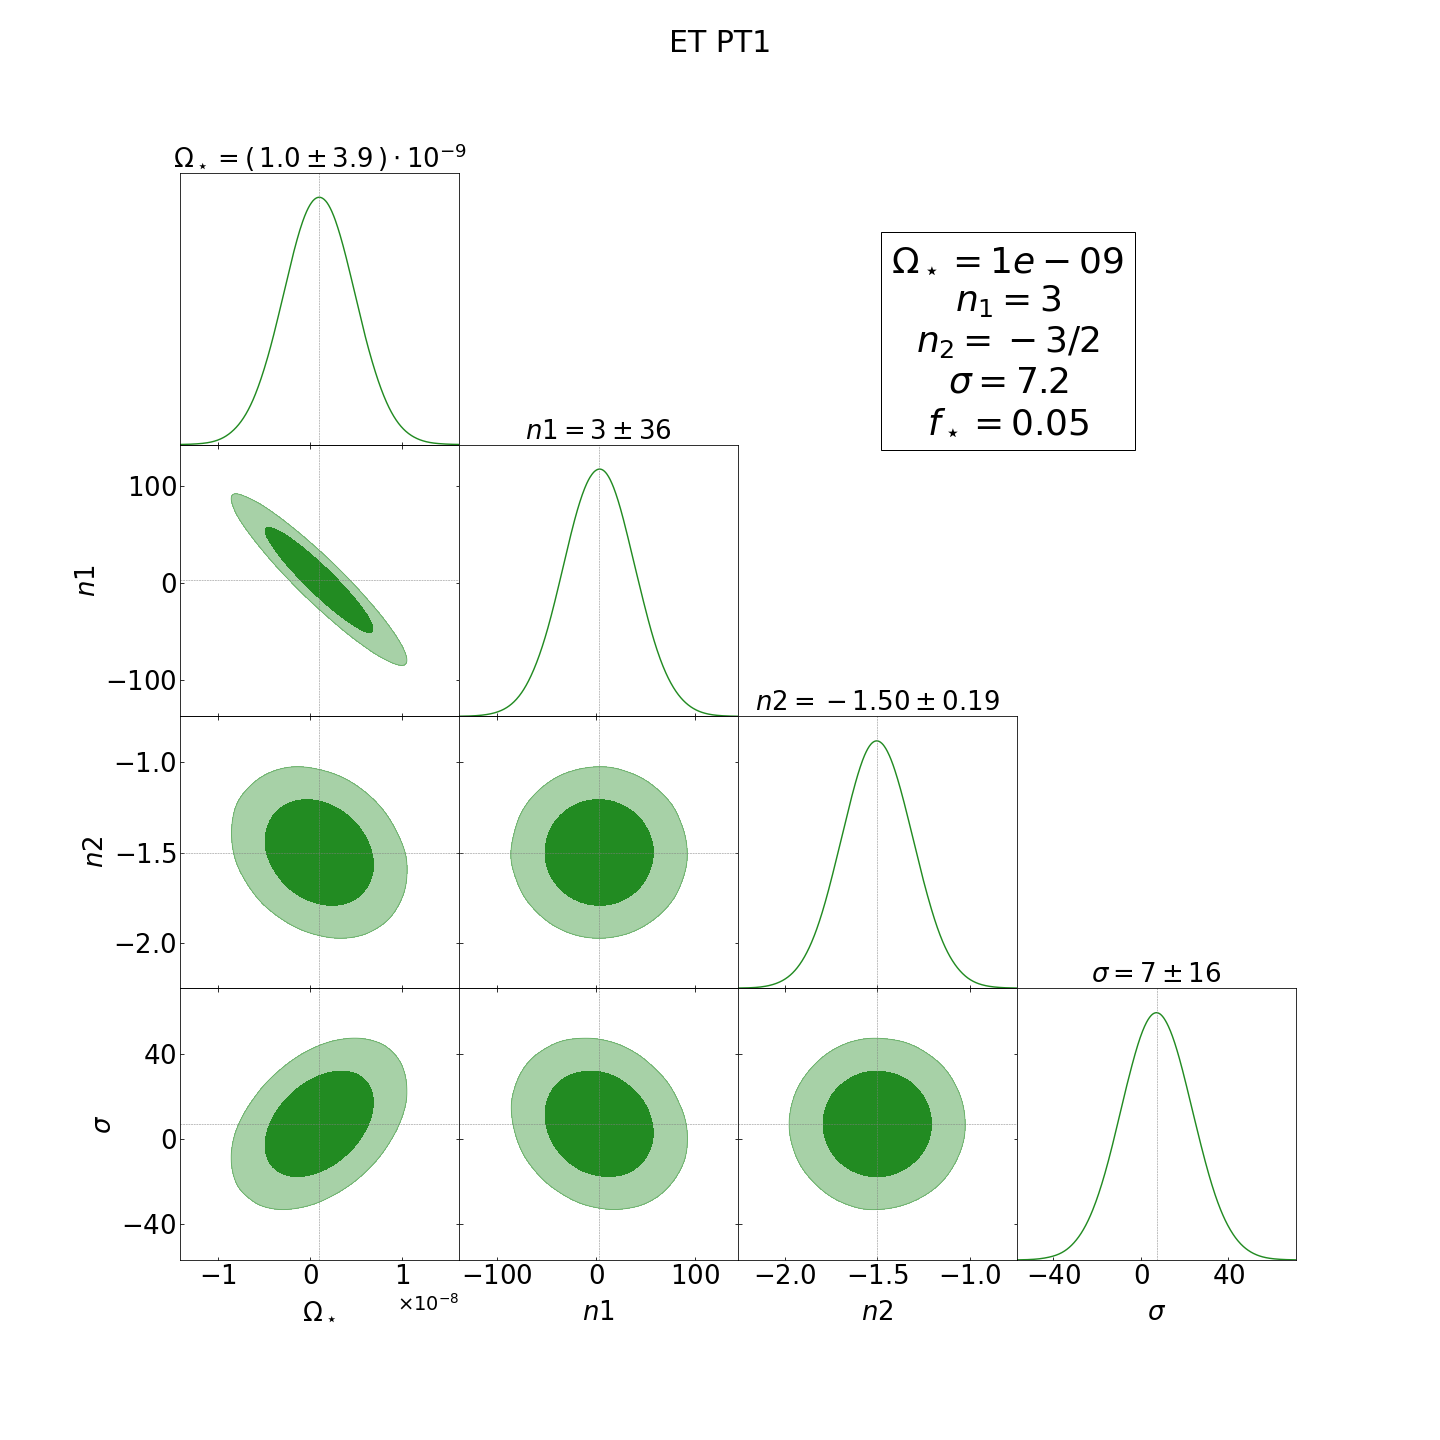 ET PT1
Ω⋆ = (1.0 ± 3.9) · 10⁻⁹
Ω⋆ = 1e − 09
n₁ = 3
n₂ = − 3/2
σ = 7.2
f⋆ = 0.05
n1 = 3 ± 36
100
0
−100
n1
n2 = −1.50 ± 0.19
−1.0
−1.5
−2.0
n2
σ = 7 ± 16
40
0
−40
σ
−1 0 1 −100 0 100 −2.0 −1.5 −1.0 −40 0 40
×10⁻⁸
Ω⋆ n1 n2 σ